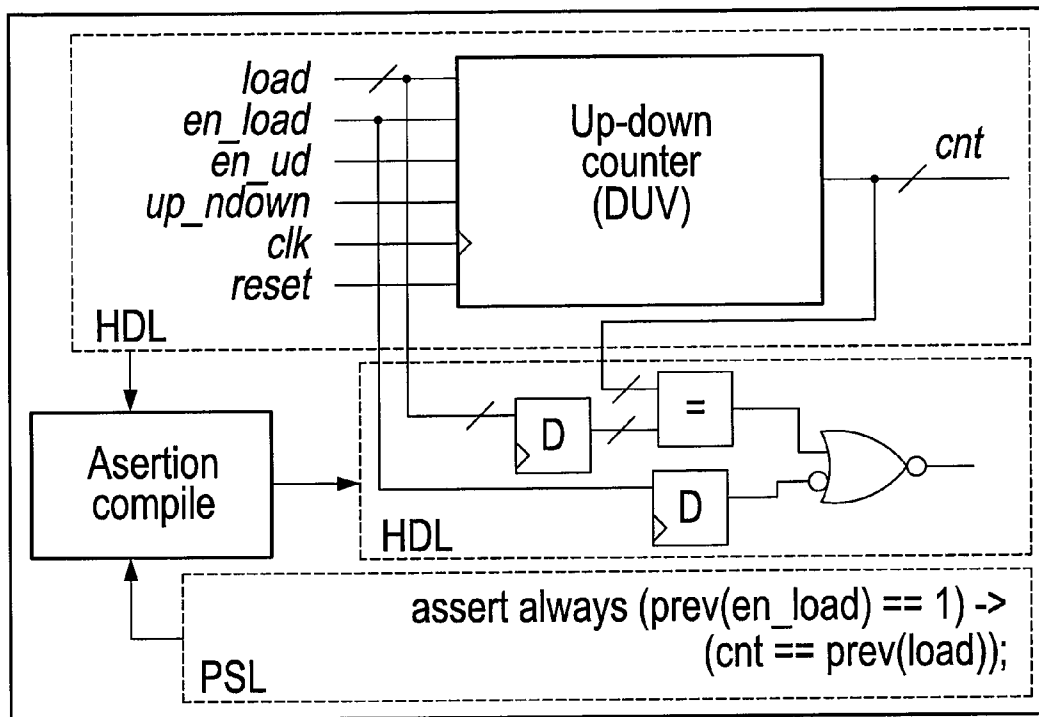 load
en_load
en_ud
up_ndown
clk
reset
Up-down
counter
(DUV)
cnt
HDL
Asertion
compile
D
=
D
HDL
assert always (prev(en_load) == 1) ->
(cnt == prev(load));
PSL